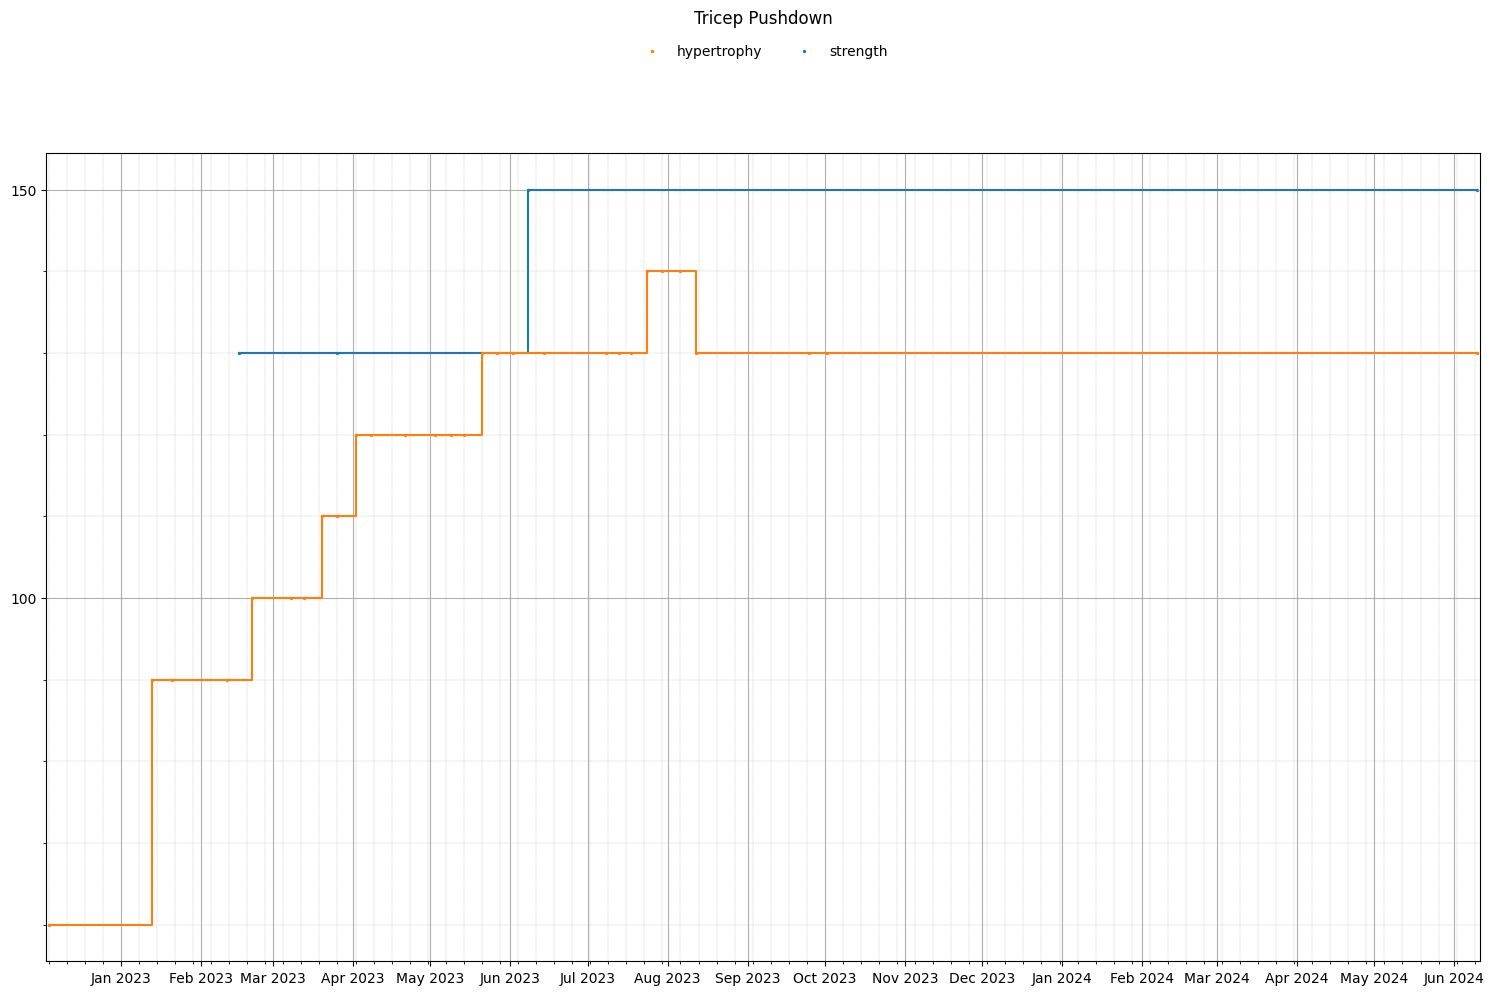 Tricep Pushdown
hypertrophy strength
150
100
Jan 2023 Feb 2023 Mar 2023 Apr 2023 May 2023 Jun 2023 Jul 2023 Aug 2023 Sep 2023 Oct 2023 Nov 2023 Dec 2023 Jan 2024 Feb 2024 Mar 2024 Apr 2024 May 2024 Jun 2024